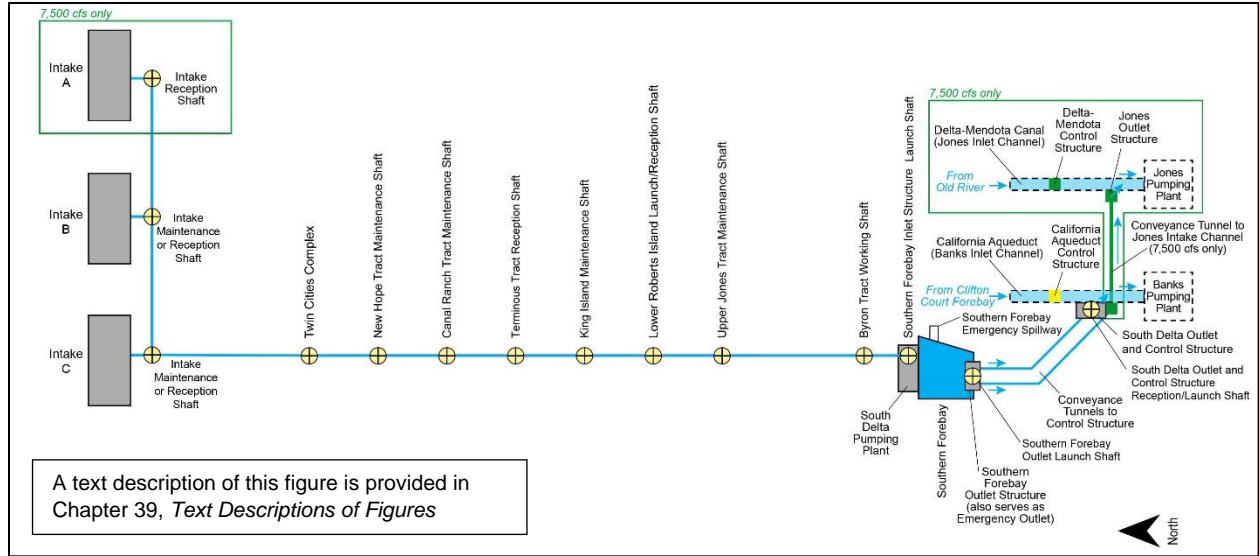 7,500 cfs only
Intake
A
Intake
Reception
Shaft
Intake
B
Intake
Maintenance
or Reception
Shaft
Intake
C
Intake
Maintenance
or Reception
Shaft
Twin Cities Complex
New Hope Tract Maintenance Shaft
Canal Ranch Tract Maintenance Shaft
Terminous Tract Reception Shaft
King Island Maintenance Shaft
Lower Roberts Island Launch/Reception Shaft
Upper Jones Tract Maintenance Shaft
Byron Tract Working Shaft
Southern Forebay Inlet Structure Launch Shaft
7,500 cfs only
Delta-Mendota Canal
(Jones Inlet Channel)
Delta-
Mendota
Control
Structure
Jones
Outlet
Structure
From
Old River
Jones
Pumping
Plant
Conveyance Tunnel to
Jones Intake Channel
(7,500 cfs only)
California Aqueduct
(Banks Inlet Channel)
California
Aqueduct
Control
Structure
From Clifton
Court Forebay
Banks
Pumping
Plant
Southern Forebay
Emergency Spillway
South Delta Outlet
and Control Structure
South Delta Outlet and
Control Structure
Reception/Launch Shaft
Conveyance
Tunnels to
Control Structure
South
Delta
Pumping
Plant
Southern Forebay
Southern Forebay
Outlet Launch Shaft
Southern
Forebay
Outlet Structure
(also serves as
Emergency Outlet)
North
A text description of this figure is provided in
Chapter 39, Text Descriptions of Figures